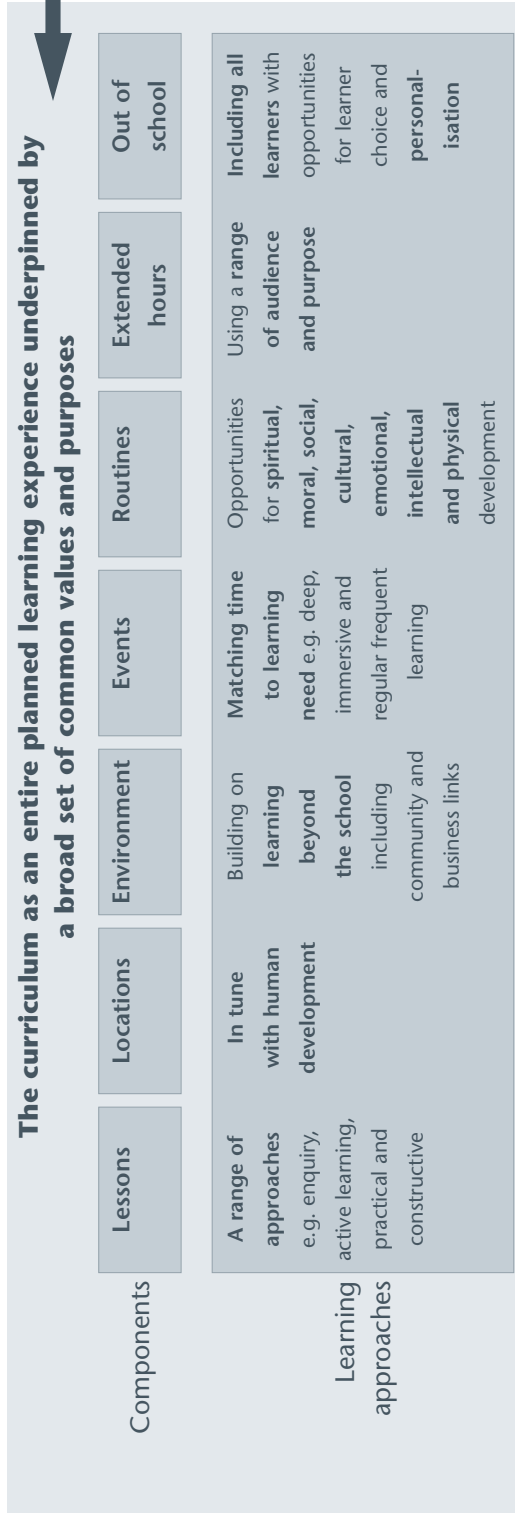 The curriculum as an entire planned learning experience underpinned by
a broad set of common values and purposes
Components
Lessons
Locations
Environment
Events
Routines
Extended
hours
Out of
school
Learning
approaches
A range of
approaches
e.g. enquiry,
active learning,
practical and
constructive
In tune
with human
development
Building on
learning
beyond
the school
including
community and
business links
Matching time
to learning
need e.g. deep,
immersive and
regular frequent
learning
Opportunities
for spiritual,
moral, social,
cultural,
emotional,
intellectual
and physical
development
Using a range
of audience
and purpose
Including all
learners with
opportunities
for learner
choice and
personal-
isation